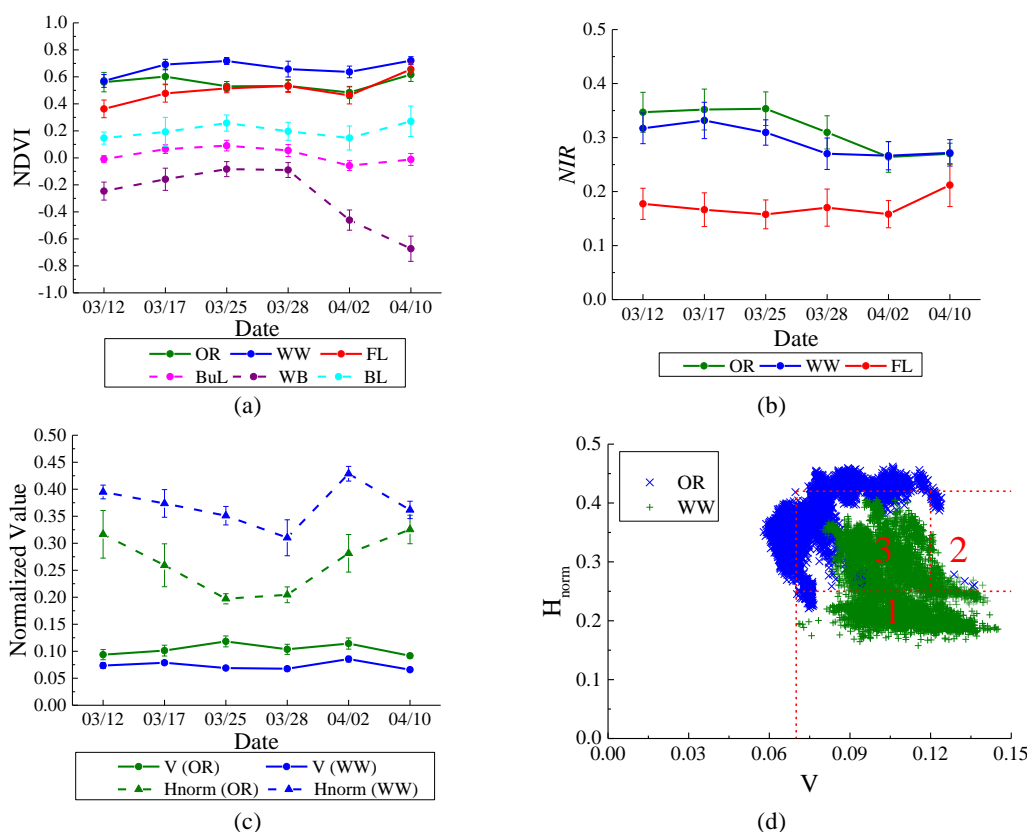 1.0
0.8
0.6
0.4
0.2
0.0
-0.2
-0.4
-0.6
-0.8
-1.0
NDVI
03/12 03/17 03/25 03/28 04/02 04/10
Date
OR WW FL
BuL WB BL
(a)
0.5
0.4
0.3
0.2
0.1
0.0
NIR
03/12 03/17 03/25 03/28 04/02 04/10
Date
OR WW FL
(b)
0.50
0.45
0.40
0.35
0.30
0.25
0.20
0.15
0.10
0.05
0.00
Normalized Value
03/12 03/17 03/25 03/28 04/02 04/10
Date
V (OR) V (WW)
Hnorm (OR) Hnorm (WW)
(c)
0.5
0.4
0.3
0.2
0.1
0.0
Hnorm
OR
WW
3 2
1
0.00 0.03 0.06 0.09 0.12 0.15
V
(d)